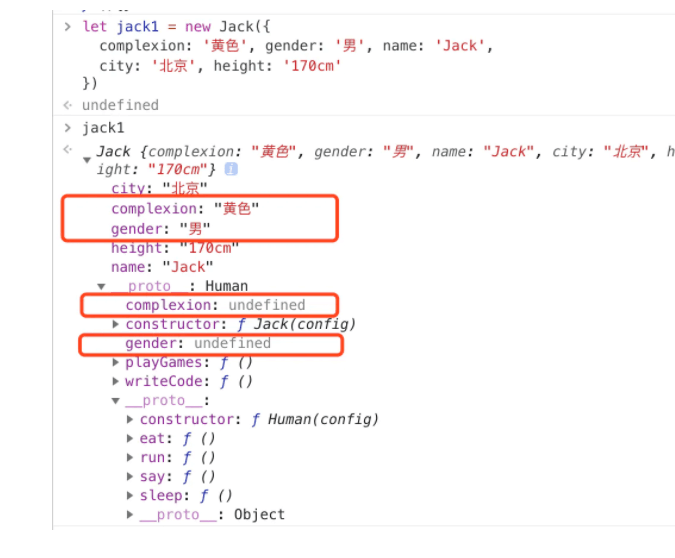 > let jack1 = new Jack({
complexion: '黄色', gender: '男', name: 'Jack',
city: '北京', height: '170cm'
})
undefined
> jack1
Jack {complexion: "黄色", gender: "男", name: "Jack", city: "北京", h
ight: "170cm"}
city: "北京"
complexion: "黄色"
gender: "男"
height: "170cm"
name: "Jack"
__proto__: Human
complexion: undefined
constructor: ƒ Jack(config)
gender: undefined
playGames: ƒ ()
writeCode: ƒ ()
__proto__:
constructor: ƒ Human(config)
eat: ƒ ()
run: ƒ ()
say: ƒ ()
sleep: ƒ ()
__proto__: Object